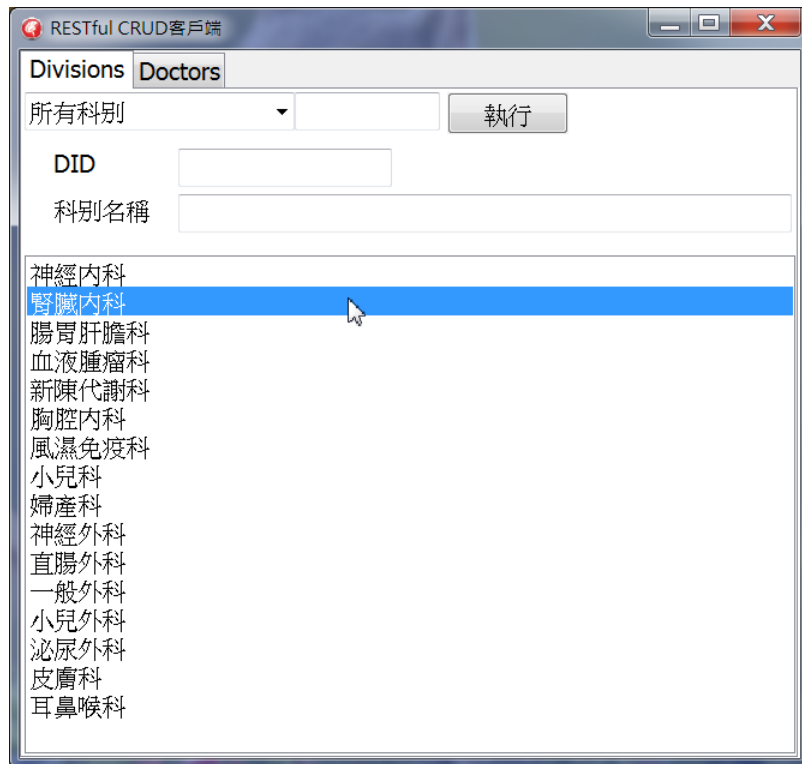 RESTful CRUD客戶端
Divisions Doctors
所有科別 執行
DID
科別名稱
神經內科
腎臟內科
腸胃肝膽科
血液腫瘤科
新陳代謝科
胸腔內科
風濕免疫科
小兒科
婦產科
神經外科
直腸外科
一般外科
小兒外科
泌尿外科
皮膚科
耳鼻喉科